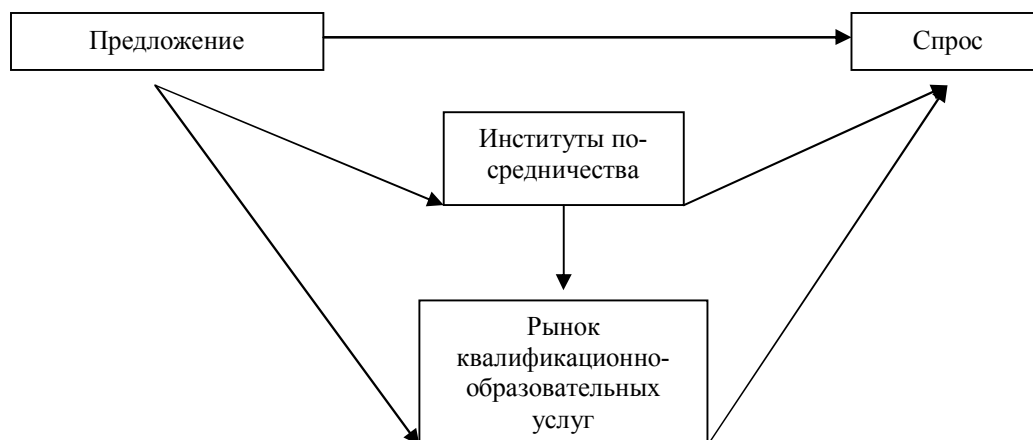 Предложение
Спрос
Институты по-
средничества
Рынок
квалификационно-
образовательных
услуг